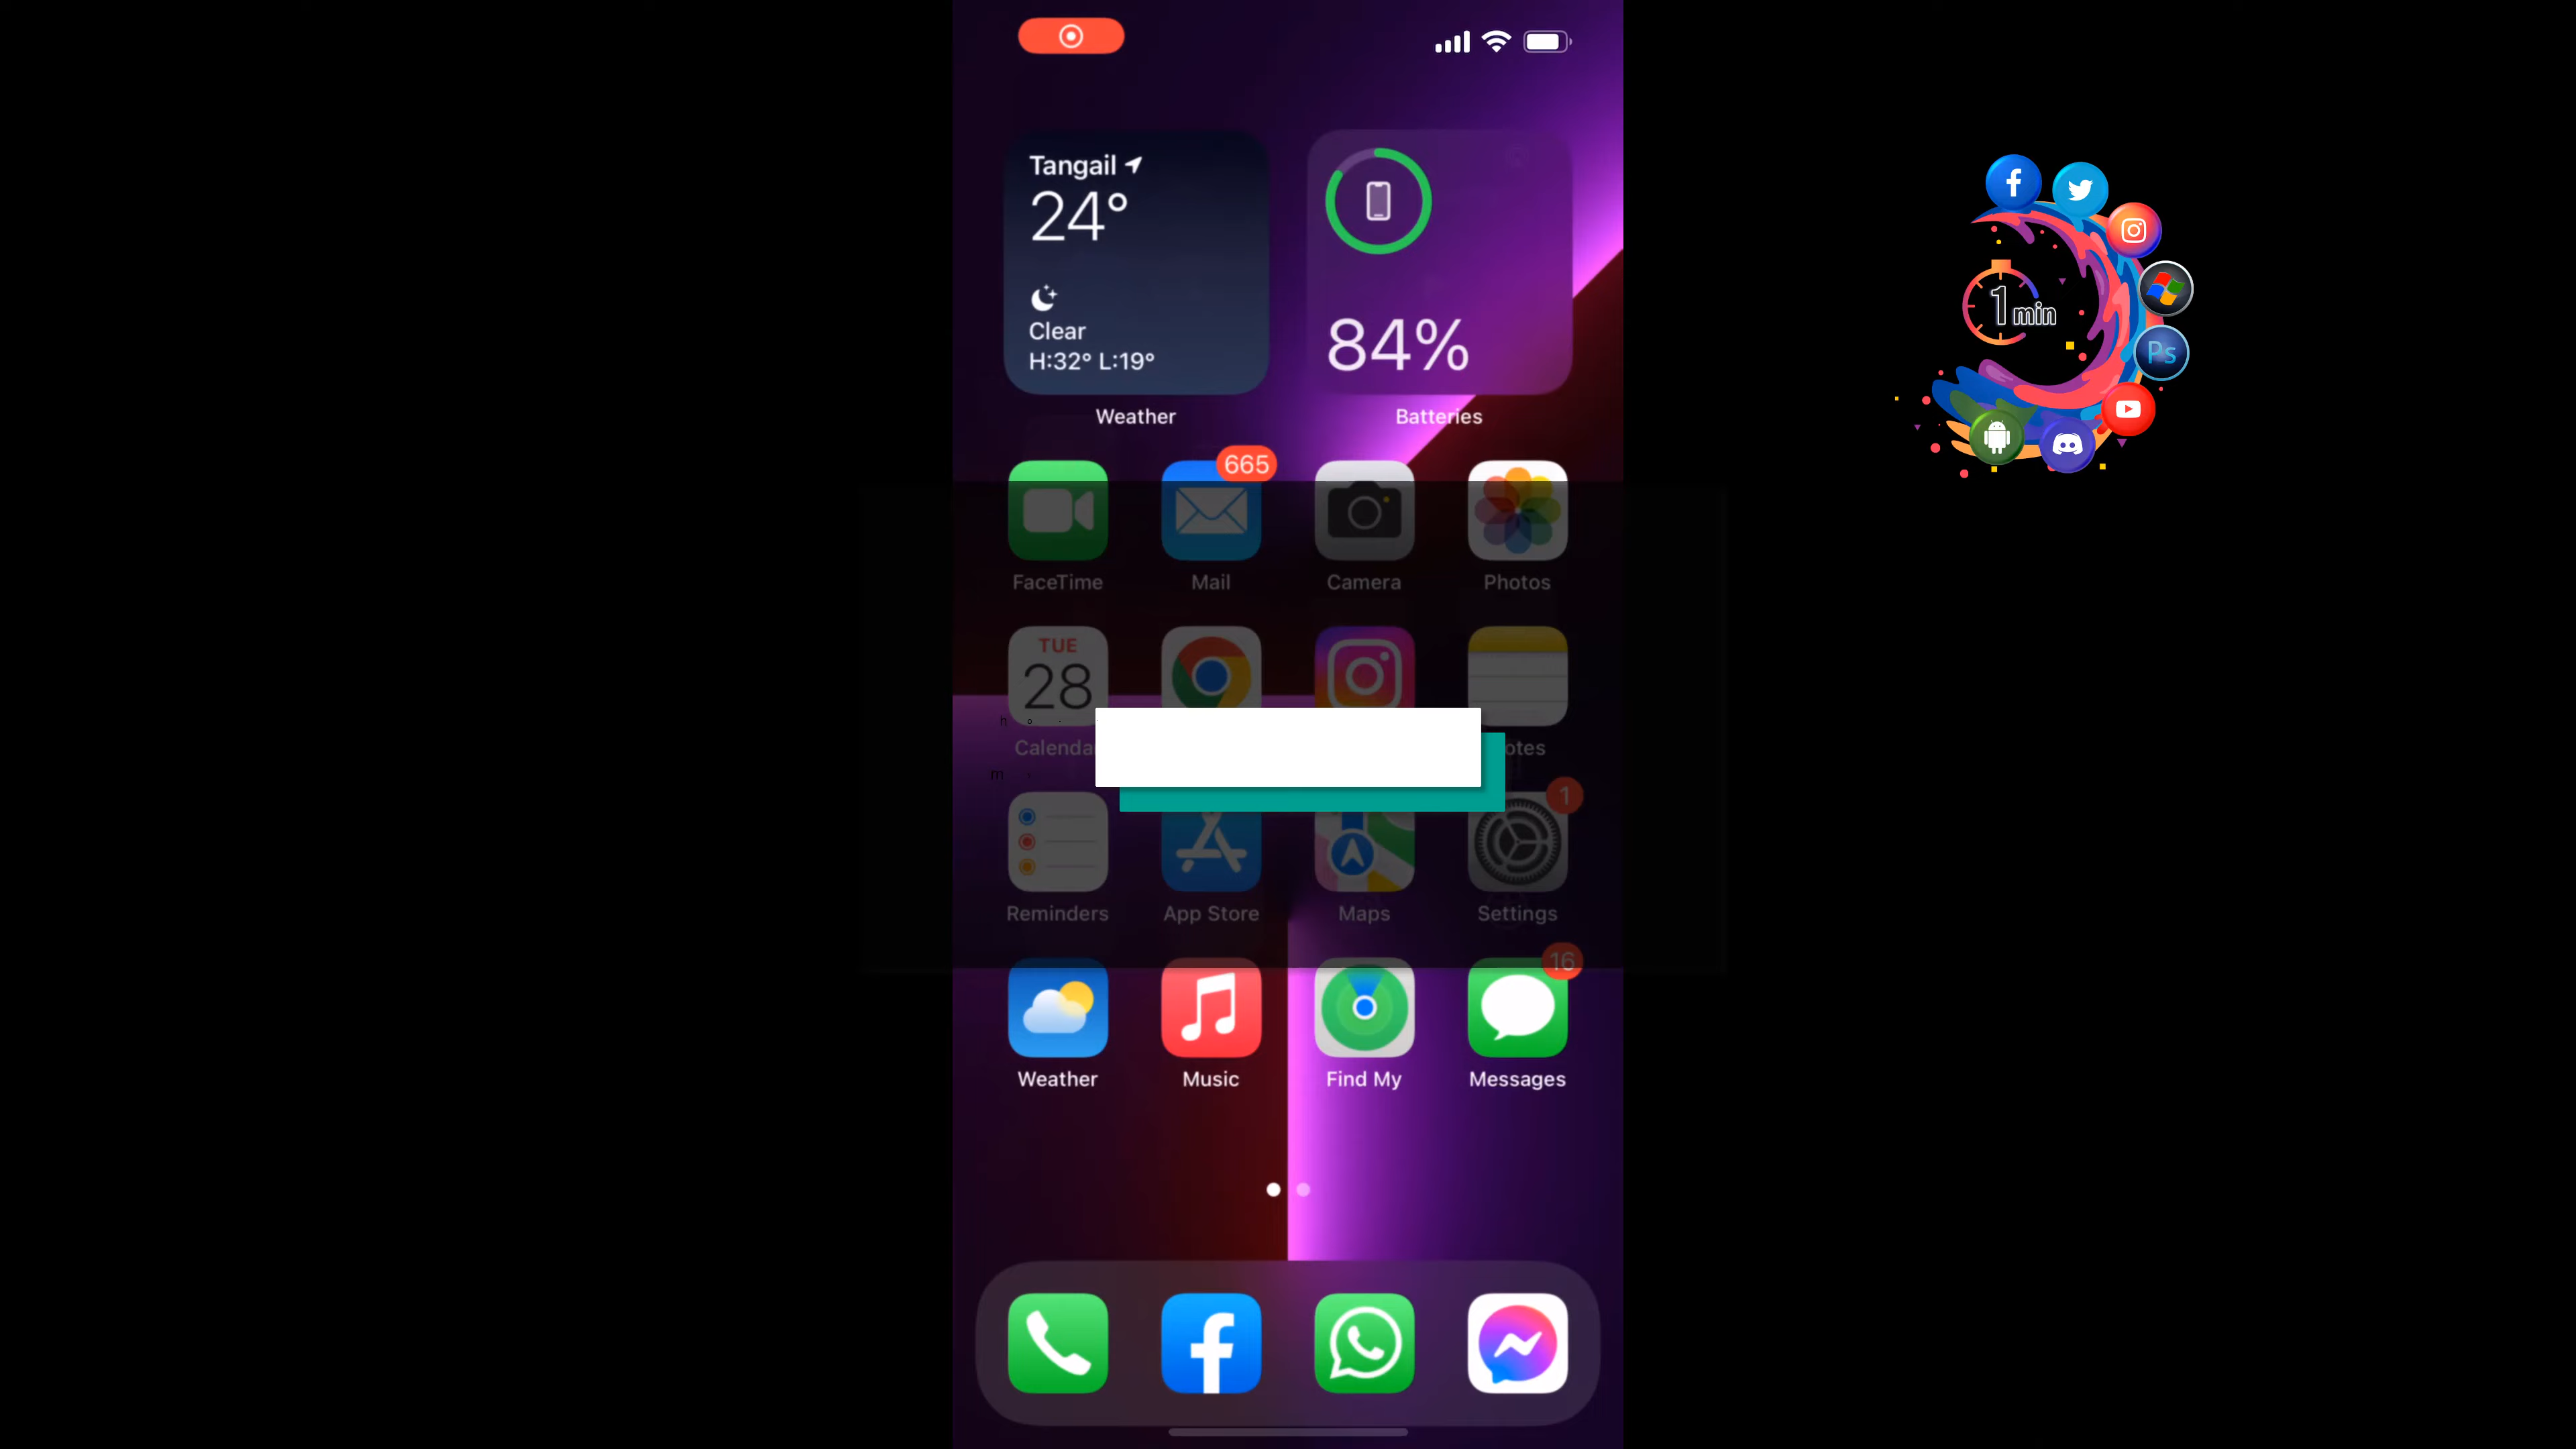 Tangail
24°
Clear
H:32° L:19°
Weather
84%
Batteries
1 min
Ps
665
FaceTime
Mail
Camera
Photos
TUE
28
Calenda
otes
1
Reminders
App Store
Maps
Settings
16
Weather
Music
Find My
Messages